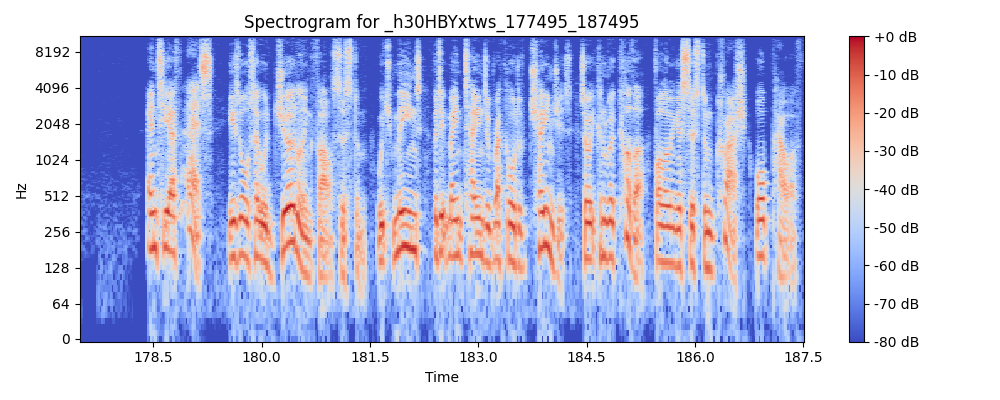 Spectrogram for _h30HBYxtws_177495_187495
8192
4096
2048
1024
512
256
128
64
0
Hz
178.5 180.0 181.5 183.0 184.5 186.0 187.5
Time
+0 dB
-10 dB
-20 dB
-30 dB
-40 dB
-50 dB
-60 dB
-70 dB
-80 dB